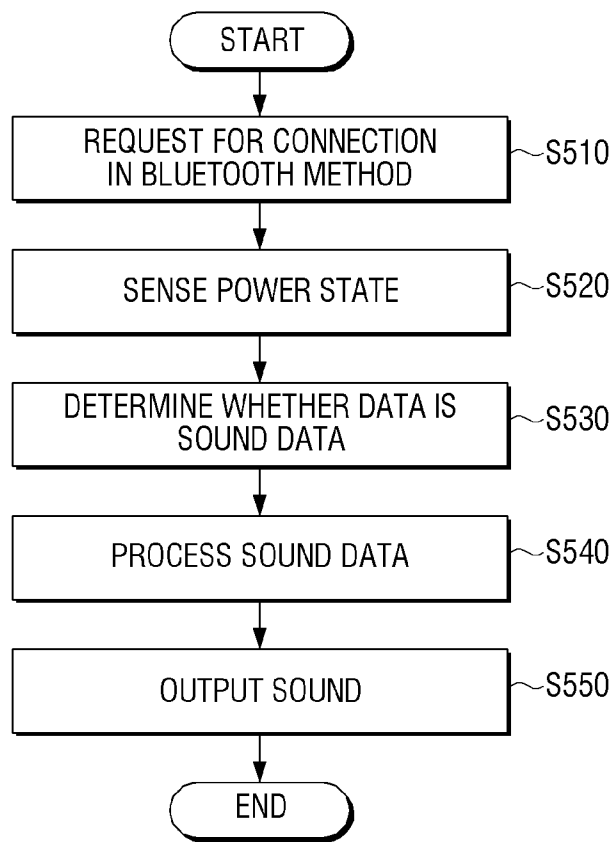 START
REQUEST FOR CONNECTION
IN BLUETOOTH METHOD
S510
SENSE POWER STATE
S520
DETERMINE WHETHER DATA IS
SOUND DATA
S530
PROCESS SOUND DATA
S540
OUTPUT SOUND
S550
END